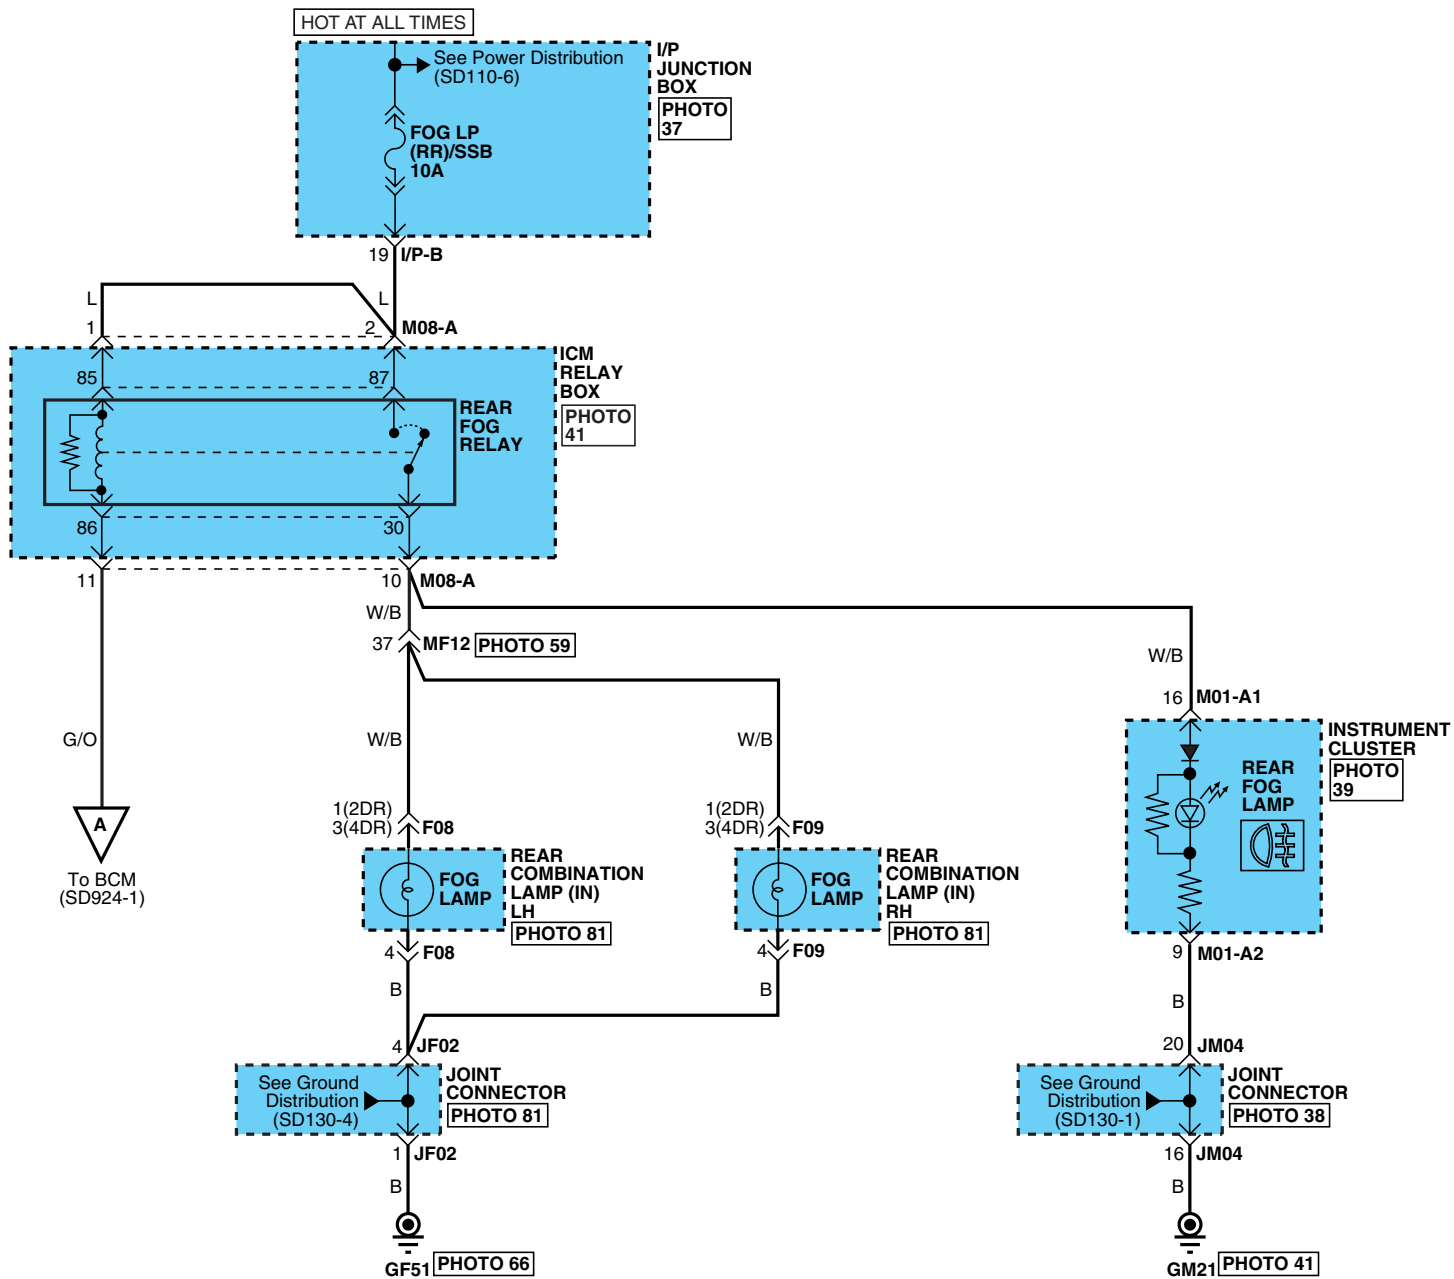 HOT AT ALL TIMES
See Power Distribution
(SD110-6)
I/P
JUNCTION
BOX
PHOTO
37
FOG LP
(RR)/SSB
10A
19 I/P-B
L
L
1
2 M08-A
ICM
RELAY
BOX
PHOTO
41
85
87
REAR
FOG
RELAY
86
30
11
10 M08-A
W/B
37 MF12 PHOTO 59
W/B
16 M01-A1
G/O
W/B
W/B
INSTRUMENT
CLUSTER
PHOTO
39
REAR
FOG
LAMP
A
To BCM
(SD924-1)
1(2DR)
3(4DR) F08
1(2DR)
3(4DR) F09
FOG
LAMP
REAR
COMBINATION
LAMP (IN)
LH
PHOTO 81
FOG
LAMP
REAR
COMBINATION
LAMP (IN)
RH
PHOTO 81
4 F08
4 F09
9 M01-A2
B
B
B
4 JF02
20 JM04
See Ground
Distribution
(SD130-4)
JOINT
CONNECTOR
PHOTO 81
See Ground
Distribution
(SD130-1)
JOINT
CONNECTOR
PHOTO 38
1 JF02
16 JM04
B
B
GF51 PHOTO 66
GM21 PHOTO 41